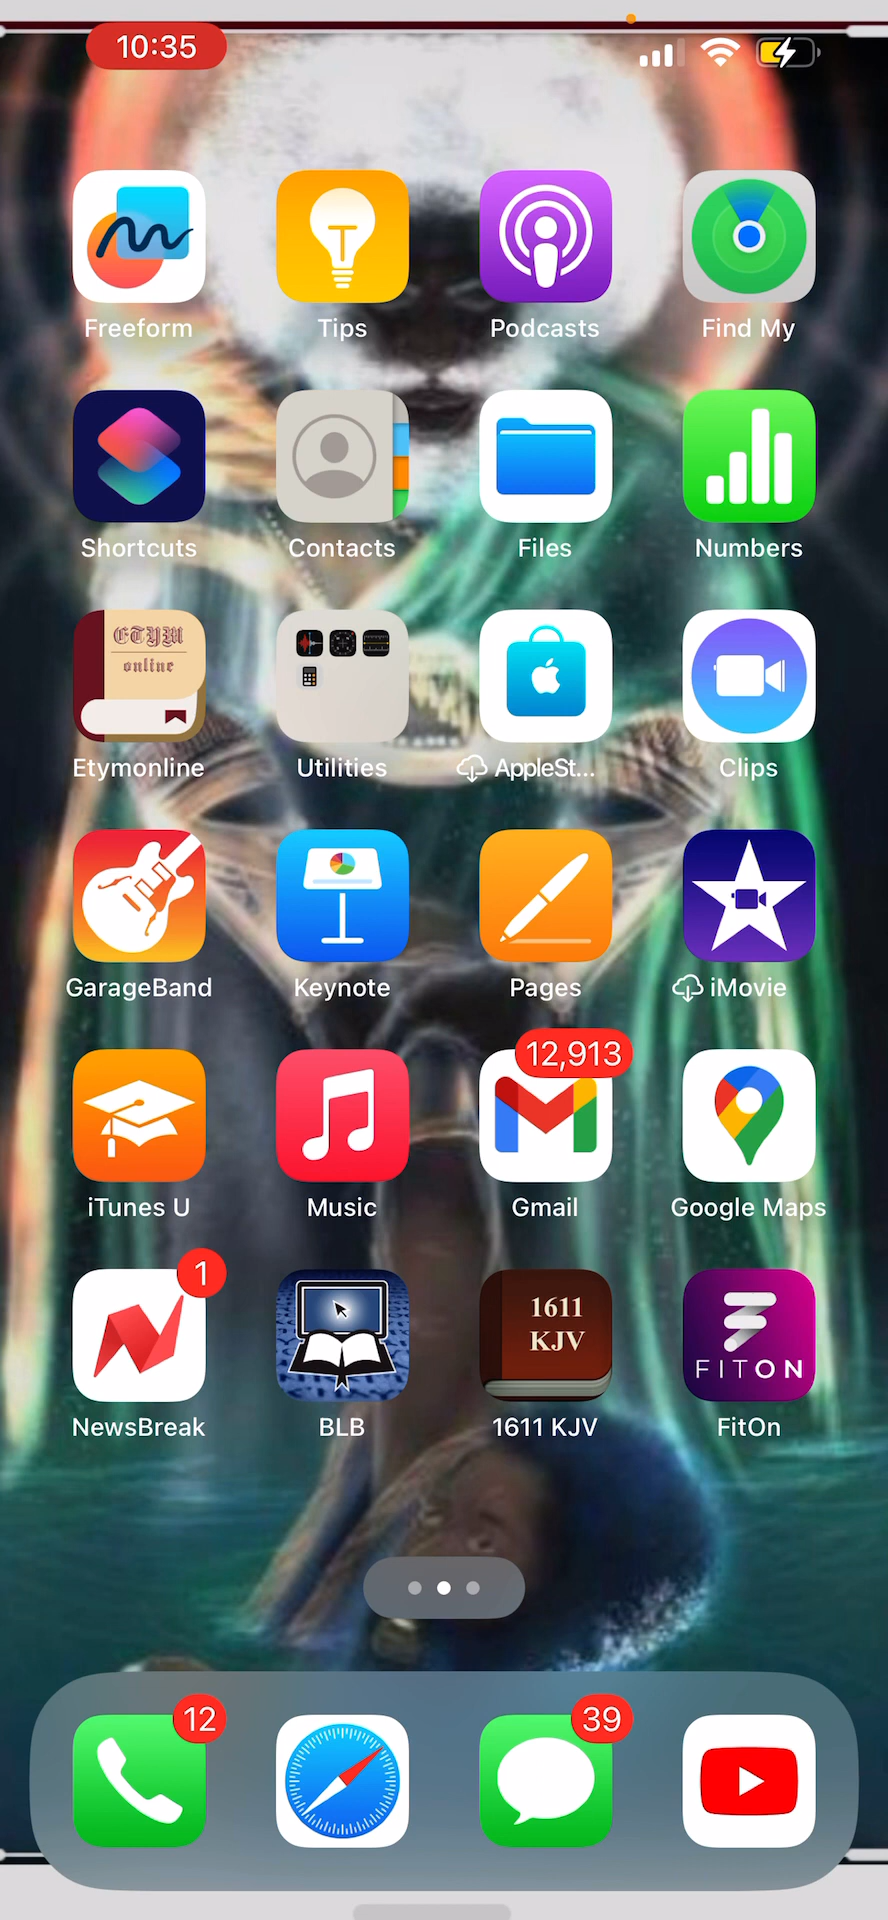 10:35
Freeform
Tips
Podcasts
Find My
Shortcuts
Contacts
Files
Numbers
ETYM
online
Etymonline
Utilities
AppleSt...
Clips
GarageBand
Keynote
Pages
iMovie
12,913
iTunes U
Music
Gmail
Google Maps
1
1611
KJV
FITON
NewsBreak
BLB
1611 KJV
FitOn
12
39